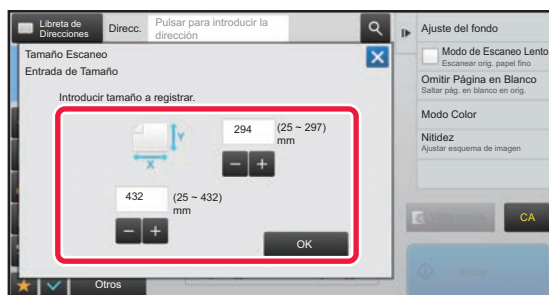 Libreta de
Direcciones
Direcc.
Pulsar para introducir la
dirección
Tamaño Escaneo
Entrada de Tamaño
Introducir tamaño a registrar.
Y
X
294
(25 ~ 297)
mm
432
(25 ~ 432)
mm
OK
Otros
Ajuste del fondo
Modo de Escaneo Lento
Escanear orig. papel fino
Omitir Página en Blanco
Saltar pág. en blanco en orig.
Modo Color
Nitidez
Ajustar esquema de imagen
CA